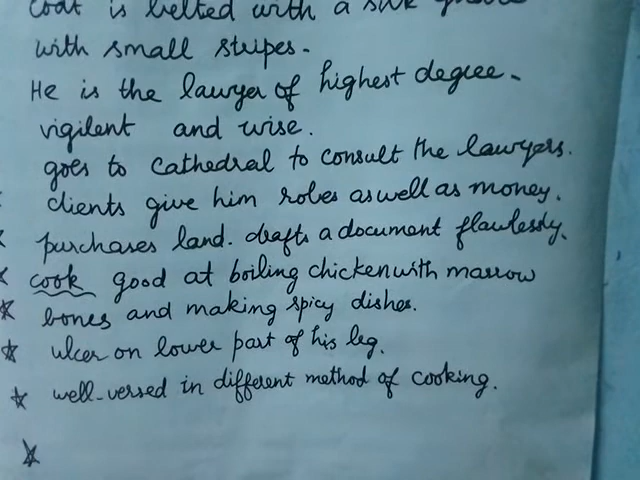 coat is belted with a silk
with small stripes.
He is the lawyer of highest degree.
vigilent and wise.
goes to Cathedral to consult the lawyers.
clients give him robes aswell as money.
purchases land. drafts a document flawlessly.
cook good at boiling chicken with marrow
bones and making spicy dishes.
ulcer on lower part of his leg.
well-versed in different method of cooking.